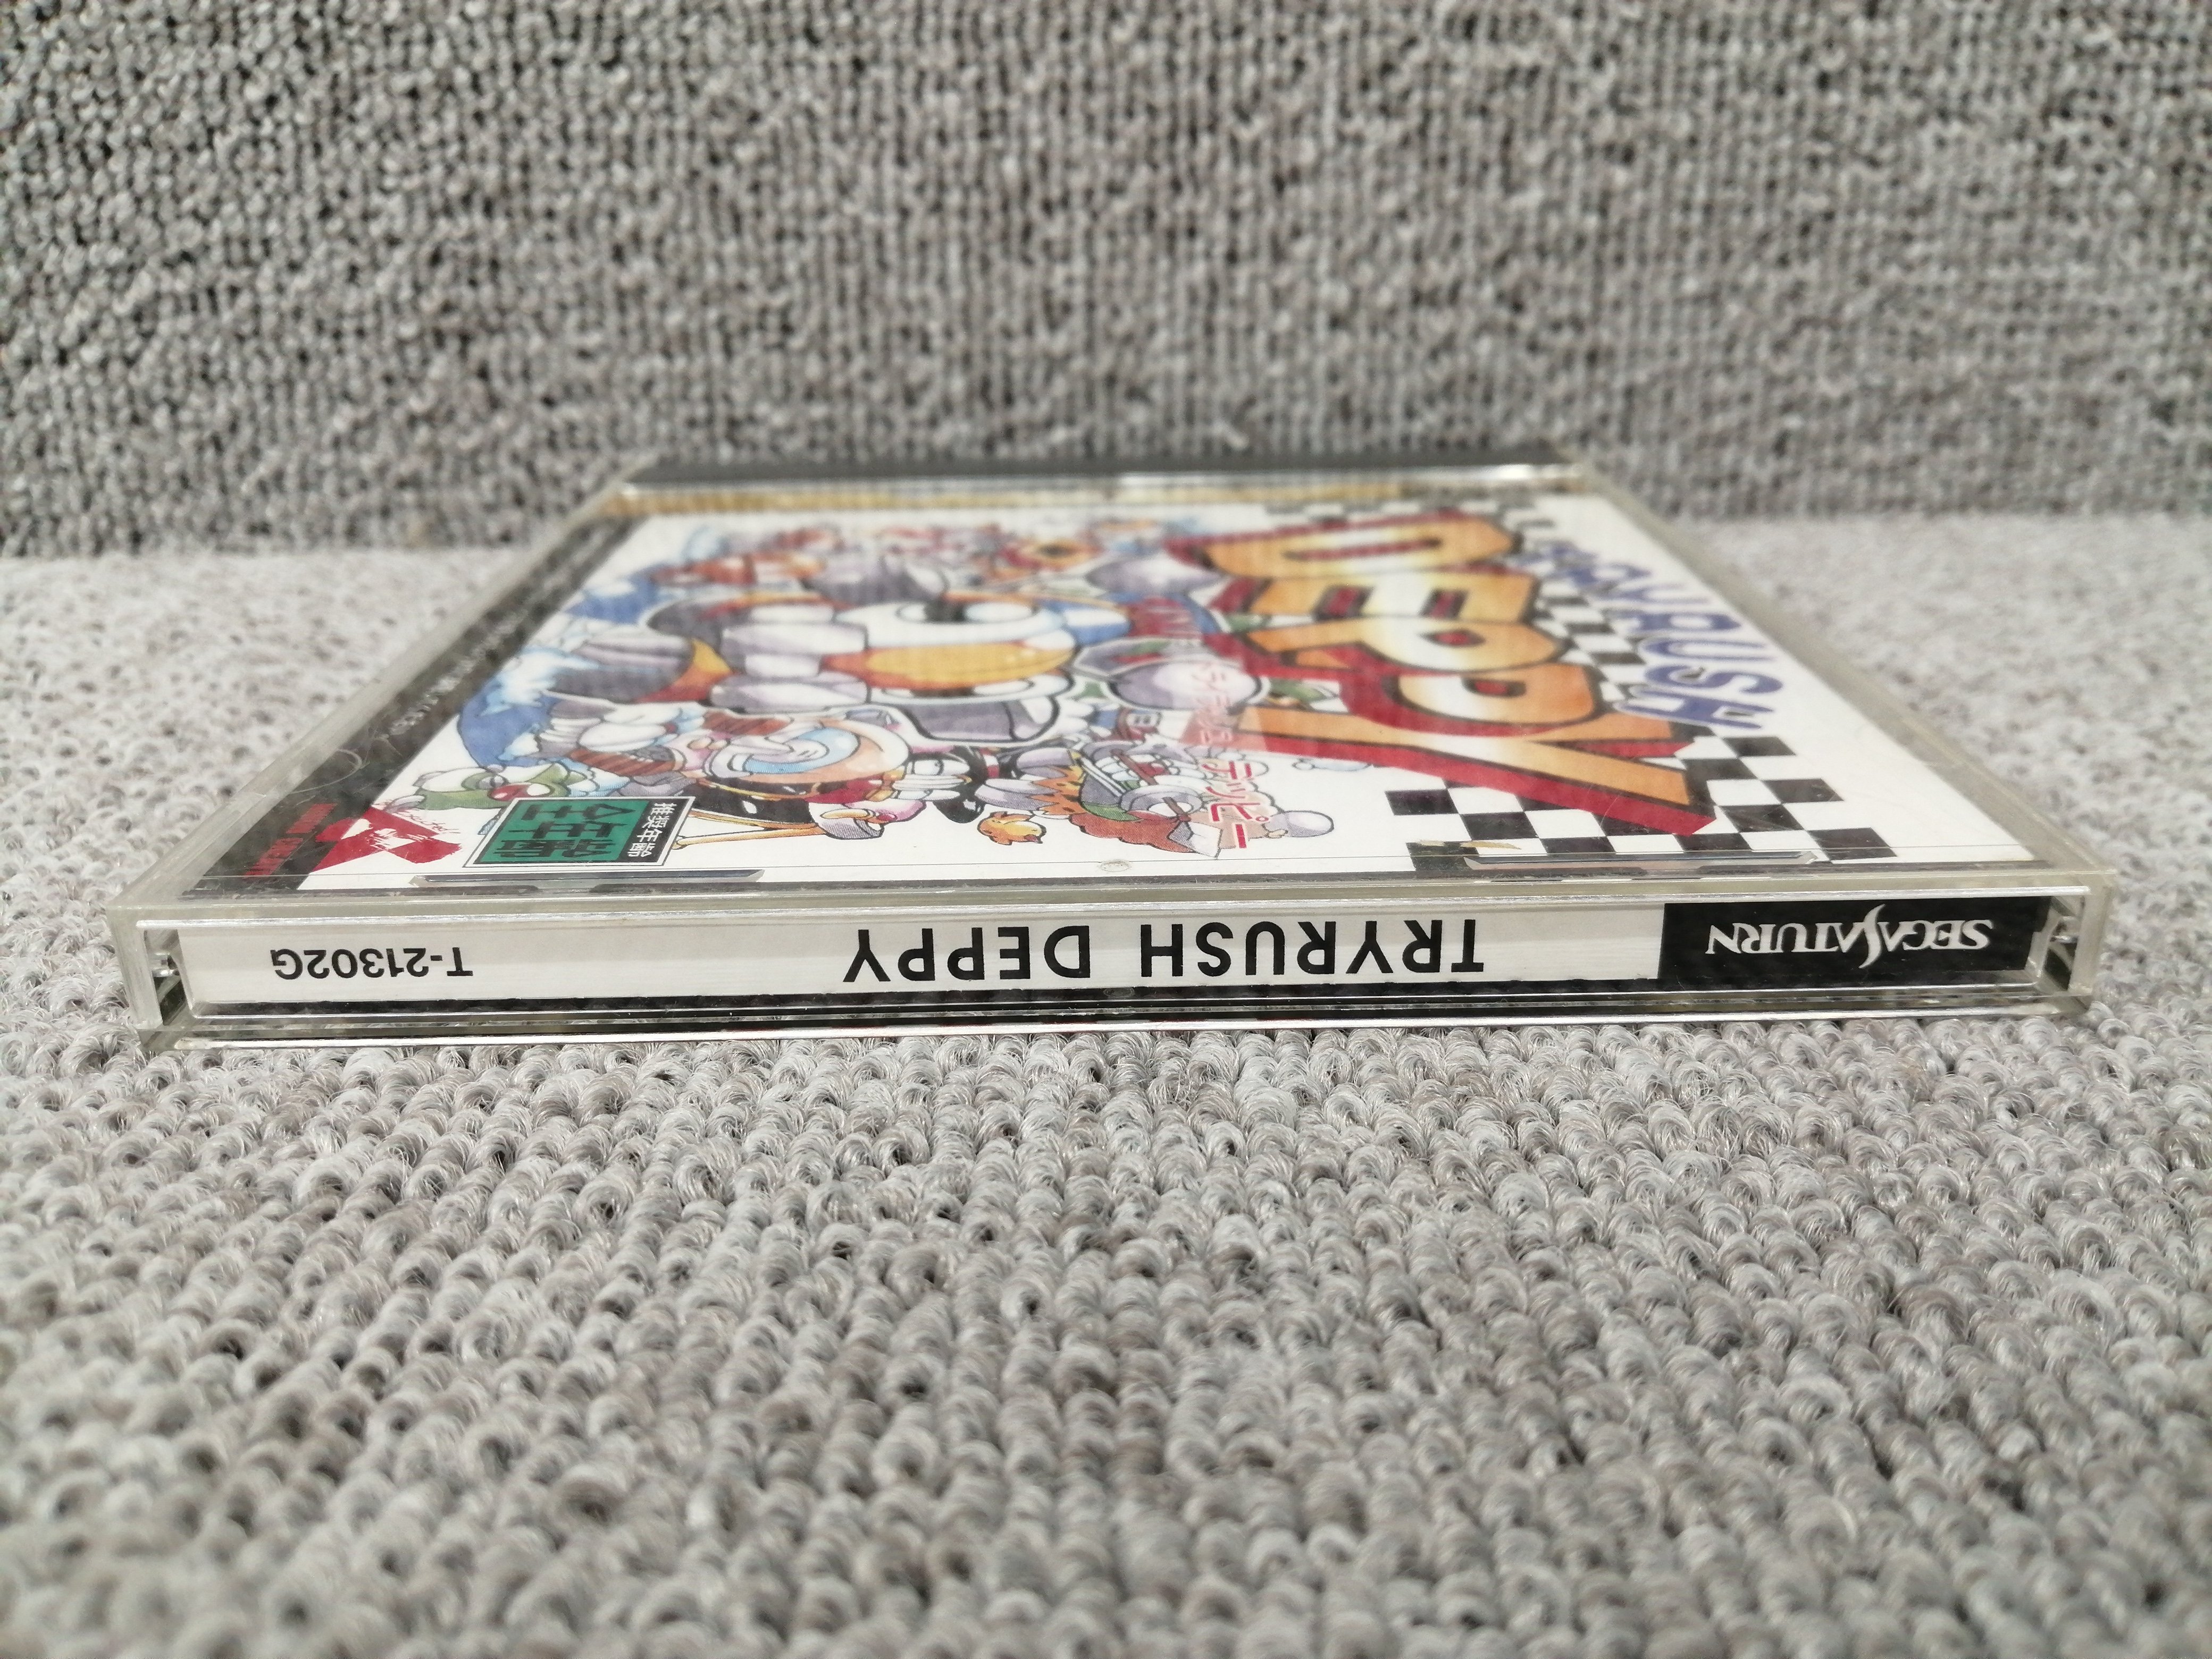 SEGASATURN
TRYRUSH DEPPY
T-21302G
TRYRUSH
DEPPY
トライラッシュ デッピー
推奨年齢
全年齢